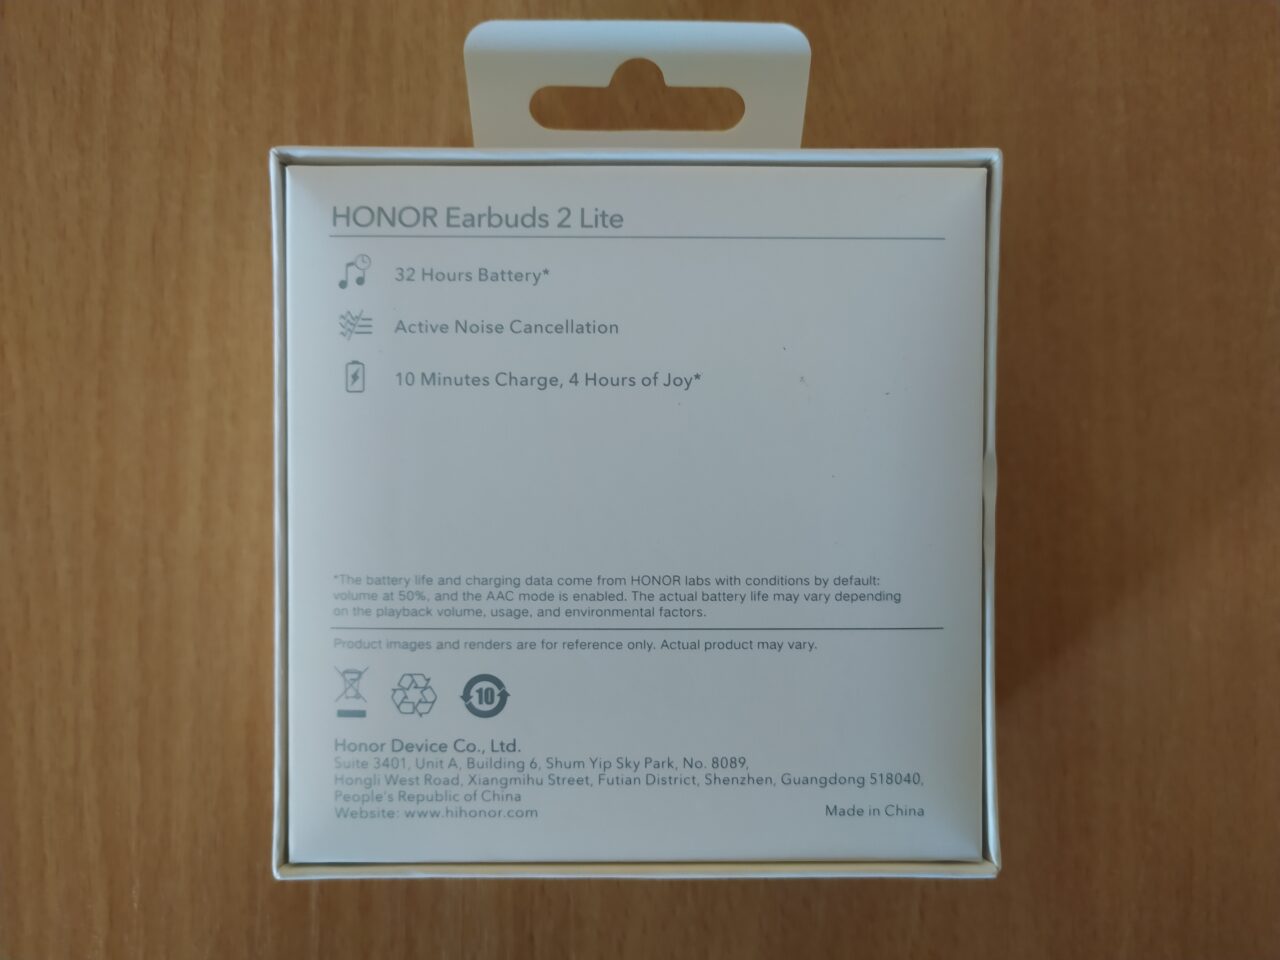 HONOR Earbuds 2 Lite
32 Hours Battery*
Active Noise Cancellation
10 Minutes Charge, 4 Hours of Joy*
*The battery life and charging data come from HONOR labs with conditions by default:
volume at 50%, and the AAC mode is enabled. The actual battery life may vary depending
on the playback volume, usage, and environmental factors.
Product images and renders are for reference only. Actual product may vary.
10
Honor Device Co., Ltd.
Suite 3401, Unit A, Building 6, Shum Yip Sky Park, No. 8089,
Hongli West Road, Xiangmihu Street, Futian District, Shenzhen, Guangdong 518040,
People's Republic of China
Website: www.hihonor.com
Made in China